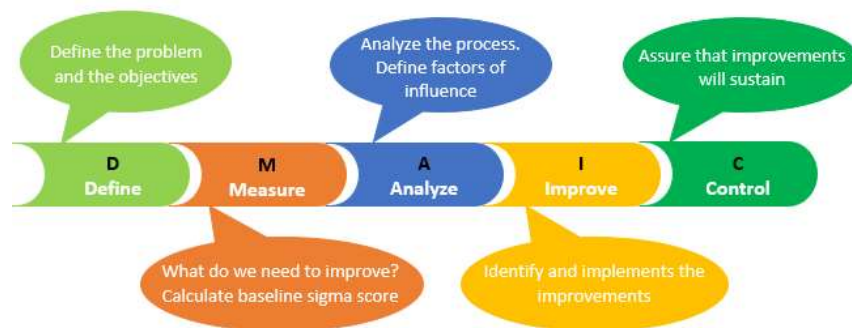 Define the problem
and the objectives
Analyze the process.
Define factors of
influence
Assure that improvements
will sustain
D
Define
M
Measure
A
Analyze
I
Improve
C
Control
What do we need to improve?
Calculate baseline sigma score
Identify and implements the
improvements